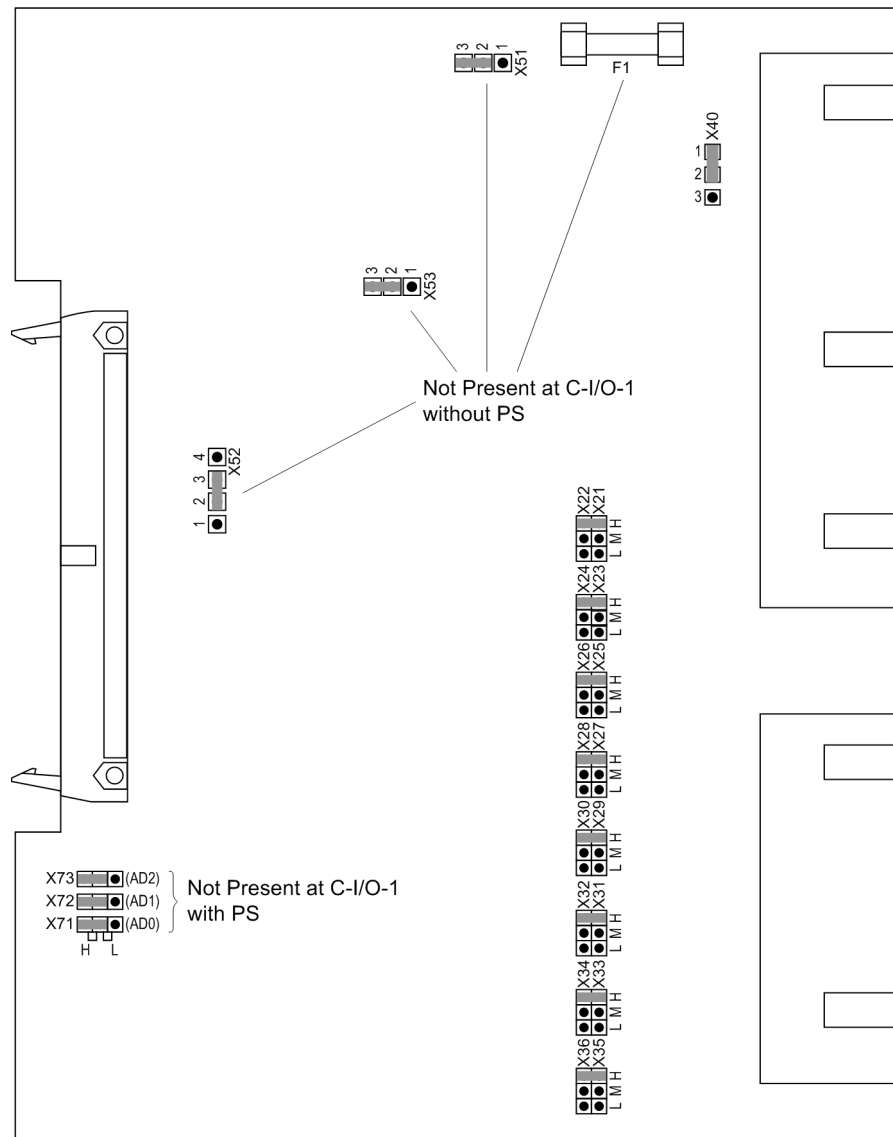 3 2 1
X51
F1
X40
1
2
3
3 2 1
X53
Not Present at C-I/O-1
without PS
4
3
2
1
X52
X22 X21
H
M
L
X24 X23
H
M
L
X26 X25
H
M
L
X28 X27
H
M
L
X30 X29
H
M
L
X32 X31
H
M
L
X34 X33
H
M
L
X36 X35
H
M
L
X73 (AD2)
X72 (AD1)
X71 (AD0)
H L
Not Present at C-I/O-1
with PS